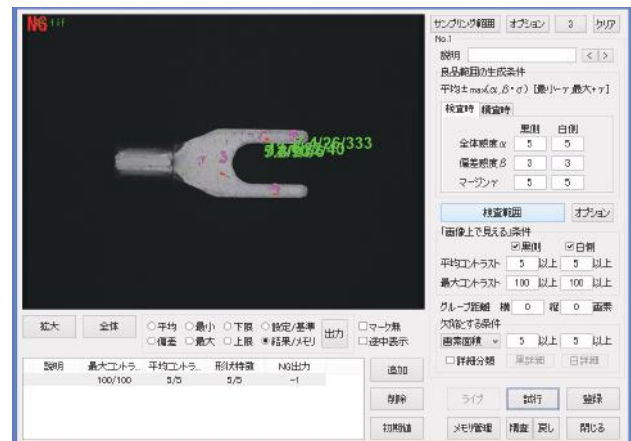 NG tif
サンプリング範囲 オプション 3 クリア
No.1
説明 < >
良品範囲の生成条件
平均±max(α,β・σ) [最小-γ,最大+γ]
検査時 積算時
黒側 白側
全体感度α 5 5
偏差感度β 3 3
マージンγ 5 5
検査範囲 オプション
「画像上で見える」条件
黒側 白側
平均コントラスト 5 以上 5 以上
最大コントラスト 100 以上 100 以上
グループ距離 横 0 縦 0 画素
欠陥とする条件
画素面積 5 以上 5 以上
詳細分類 黒詳細 白詳細
ライブ 試行 登録
メモリ管理 積算 戻し 閉じる
拡大 全体
平均 最小 下限 設定/基準
偏差 最大 上限 結果/メモリ
出力
マーク無
途中表示
説明 最大コントラ... 平均コントラ... 形状特徴 NG出力
100/100 5/5 5/5 -1
追加
削除
初期値